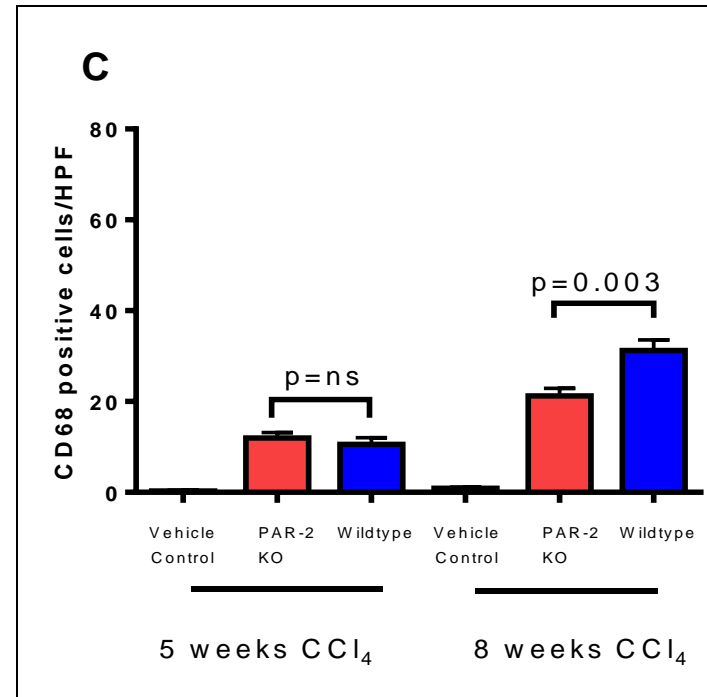 C
CD68 positive cells/HPF
80
60
40
20
0
p=ns
p=0.003
Vehicle Control
PAR-2 KO
Wildtype
Vehicle Control
PAR-2 KO
Wildtype
5 weeks CCl₄
8 weeks CCl₄